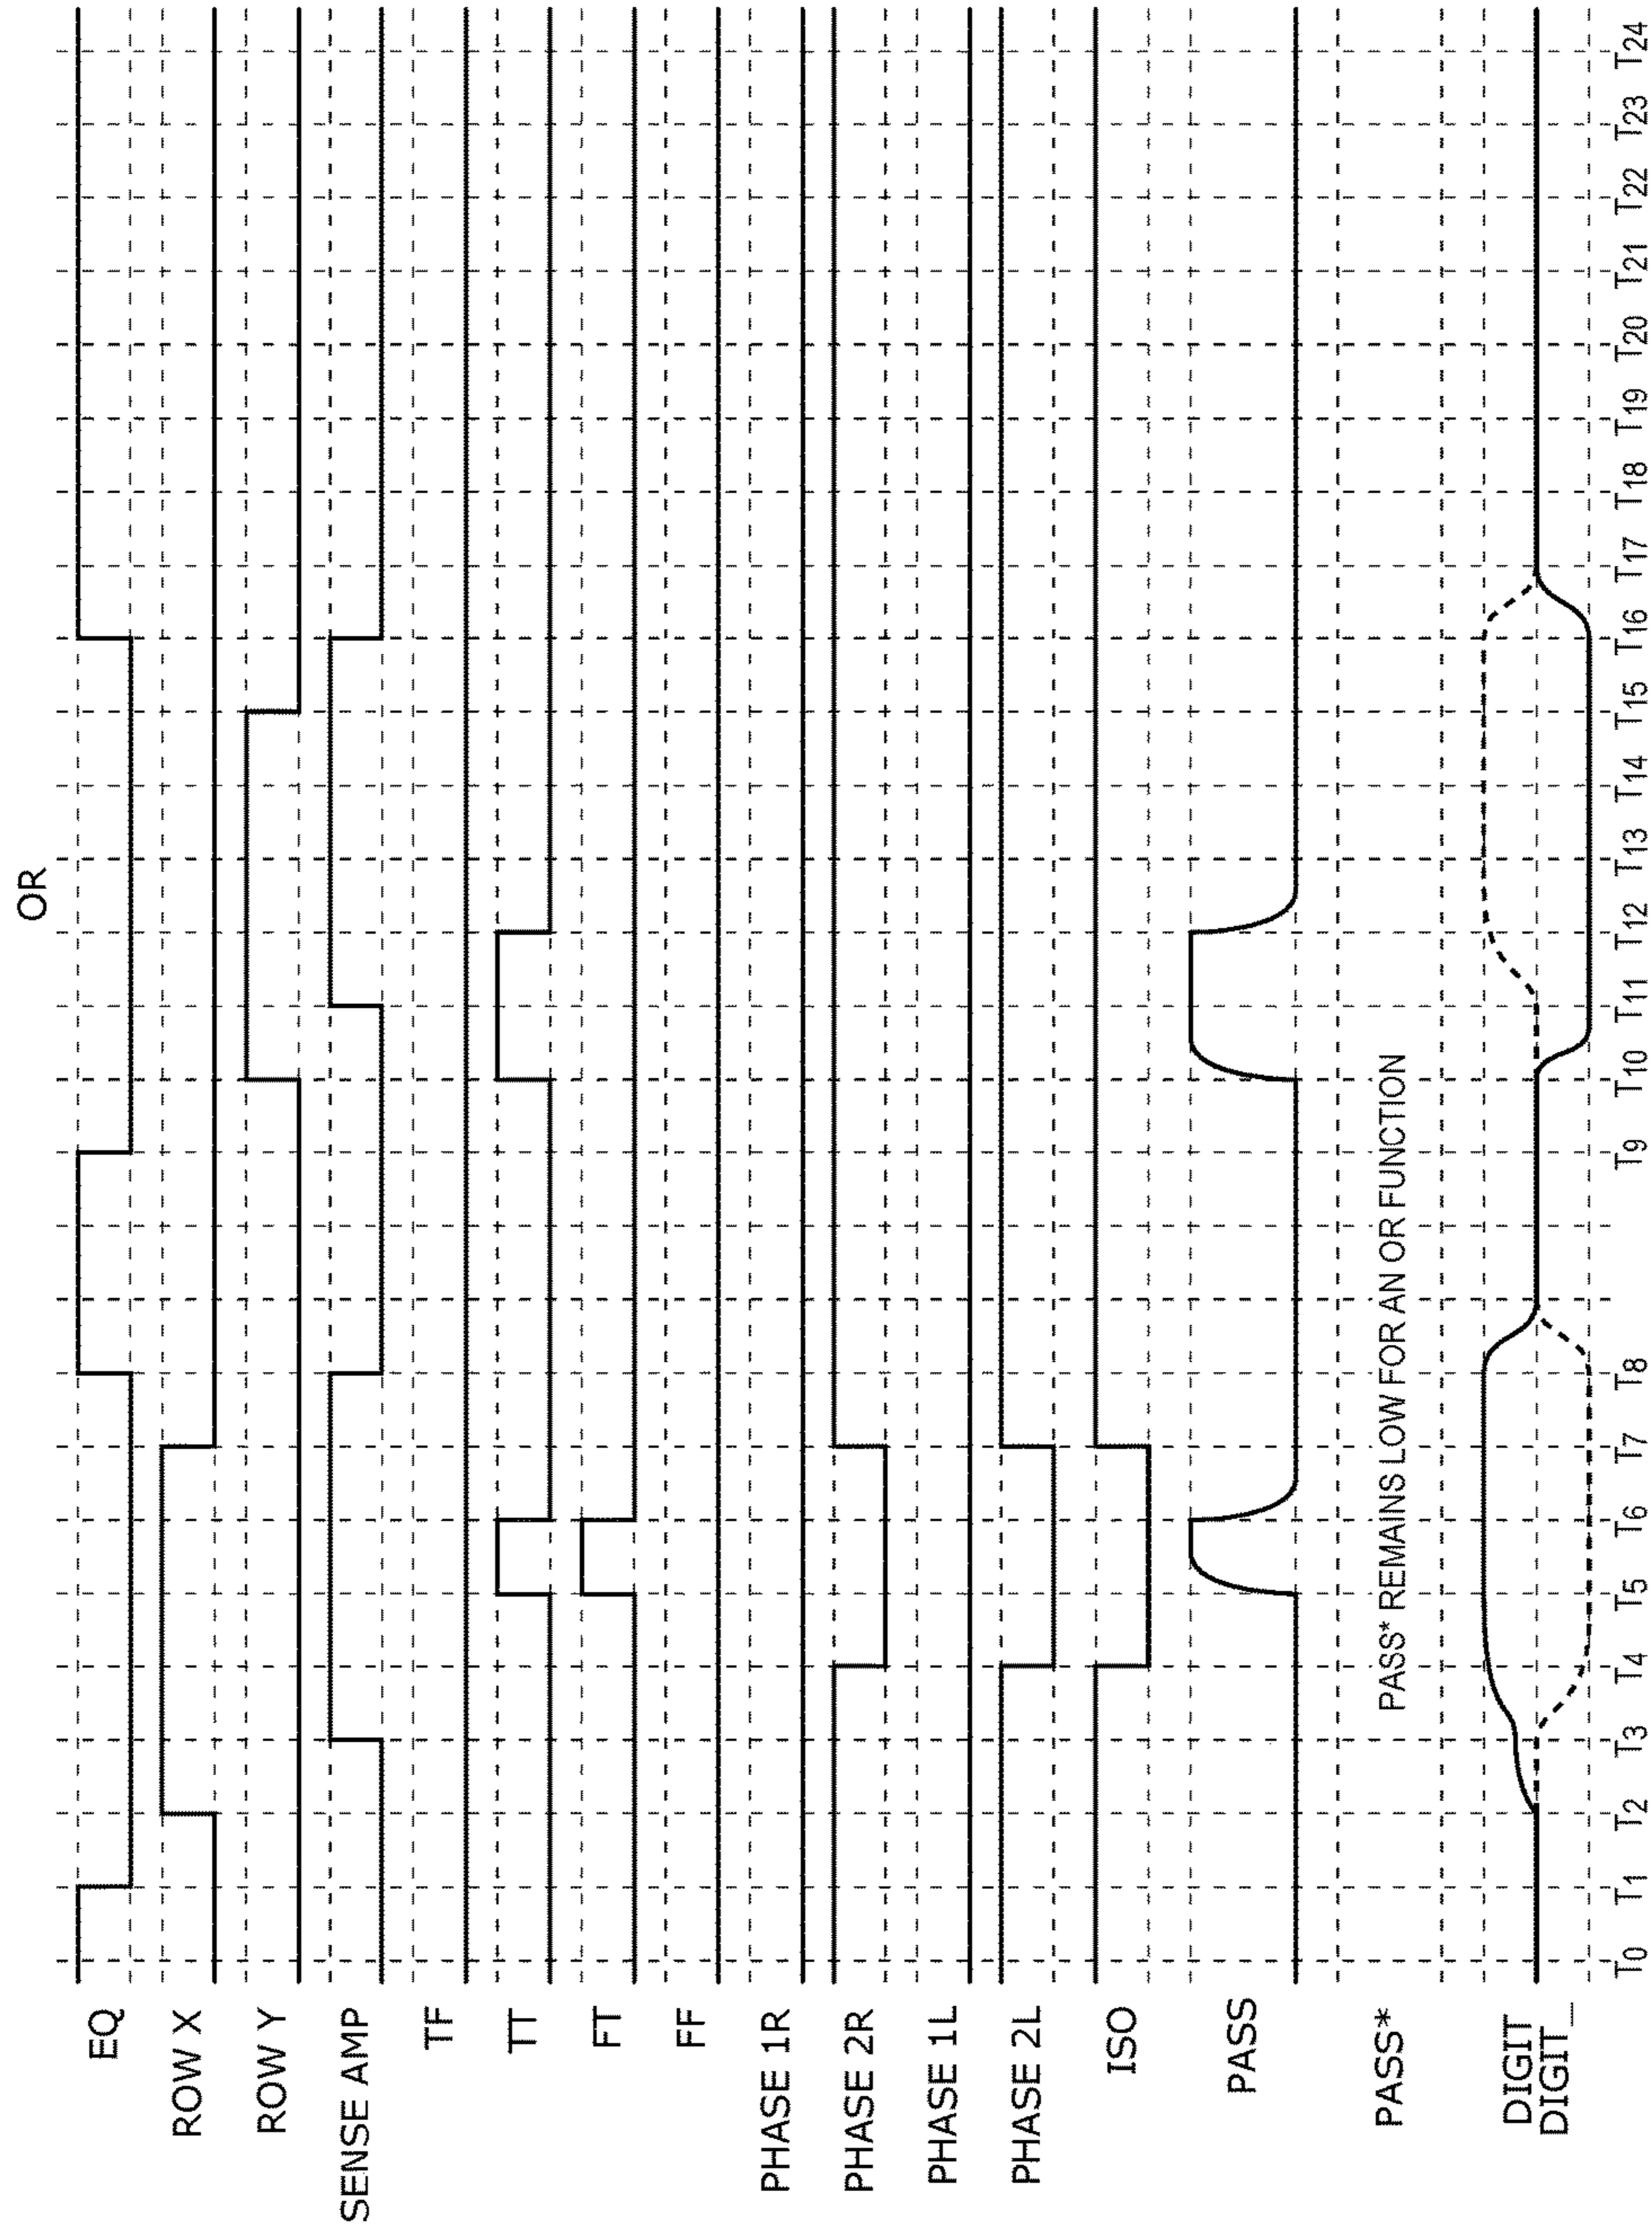 OR
EQ
ROW X
ROW Y
SENSE AMP
TF
TT
FT
FF
PHASE 1R
PHASE 2R
PHASE 1L
PHASE 2L
ISO
PASS
PASS*
PASS* REMAINS LOW FOR AN OR FUNCTION
DIGIT
DIGIT_
T0 T1 T2 T3 T4 T5 T6 T7 T8 T9 T10 T11 T12 T13 T14 T15 T16 T17 T18 T19 T20 T21 T22 T23 T24